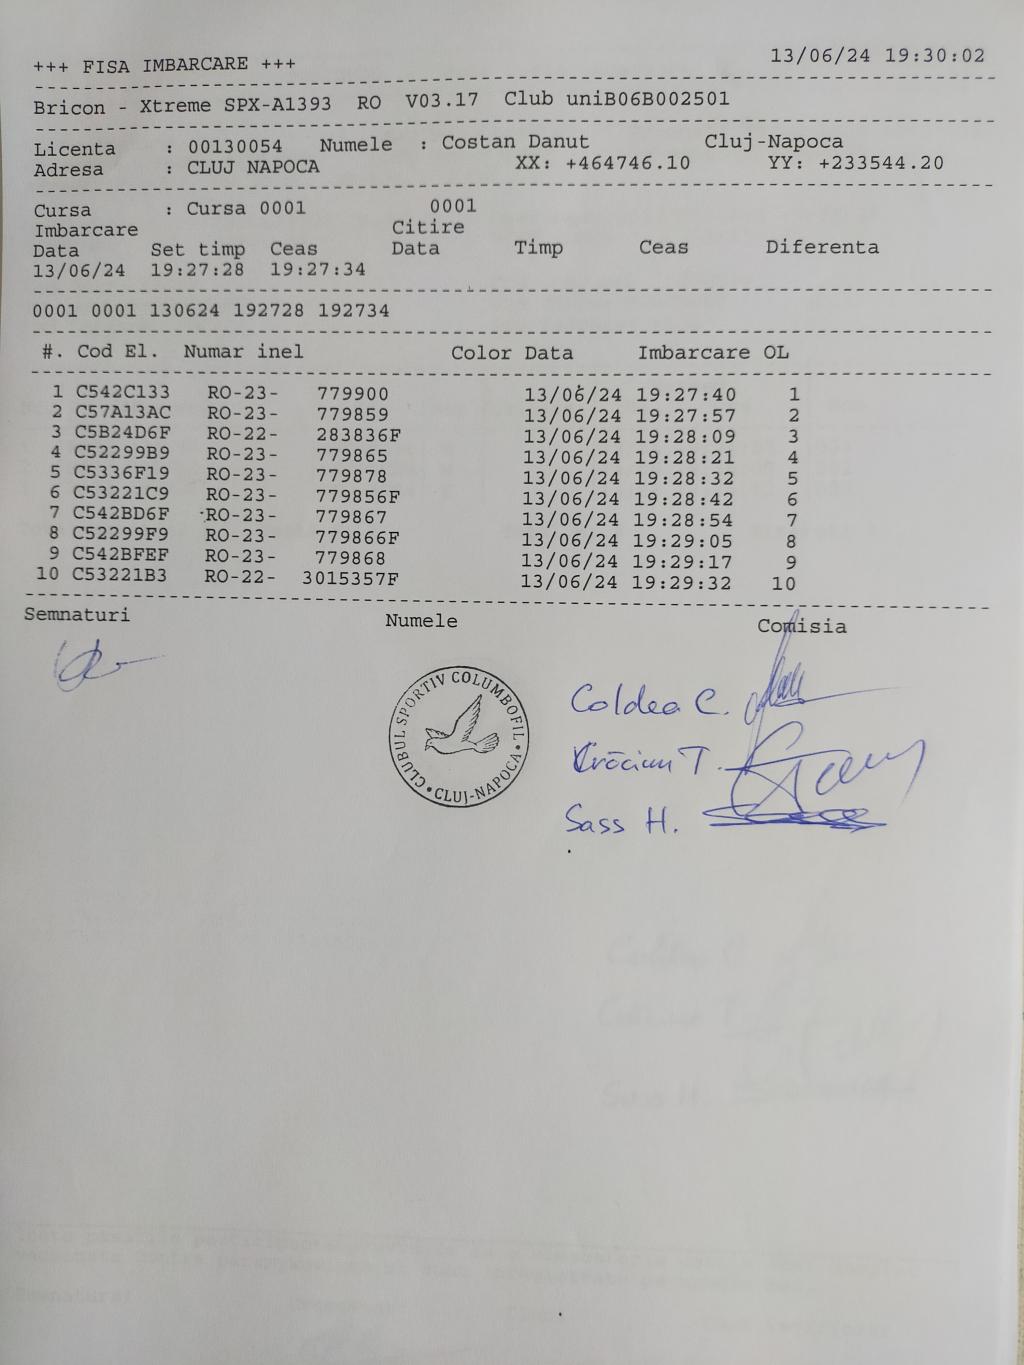 +++ FISA IMBARCARE +++ 13/06/24 19:30:02
Bricon - Xtreme SPX-A1393 RO V03.17 Club uniB06B002501
Licenta : 00130054 Numele : Costan Danut Cluj-Napoca
Adresa : CLUJ NAPOCA XX: +464746.10 YY: +233544.20
Cursa : Cursa 0001 0001
Imbarcare Citire
Data Set timp Ceas Data Timp Ceas Diferenta
13/06/24 19:27:28 19:27:34
0001 0001 130624 192728 192734
#. Cod El. Numar inel Color Data Imbarcare OL
1 C542C133 RO-23- 779900 13/06/24 19:27:40 1
2 C57A13AC RO-23- 779859 13/06/24 19:27:57 2
3 C5B24D6F RO-22- 283836F 13/06/24 19:28:09 3
4 C52299B9 RO-23- 779865 13/06/24 19:28:21 4
5 C5336F19 RO-23- 779878 13/06/24 19:28:32 5
6 C53221C9 RO-23- 779856F 13/06/24 19:28:42 6
7 C542BD6F RO-23- 779867 13/06/24 19:28:54 7
8 C52299F9 RO-23- 779866F 13/06/24 19:29:05 8
9 C542BFEF RO-23- 779868 13/06/24 19:29:17 9
10 C53221B3 RO-22- 3015357F 13/06/24 19:29:32 10
Semnaturi Numele Comisia
CLUBUL SPORTIV COLUMBOFIL
CLUJ-NAPOCA
Coldea C.
T.
Sass H.